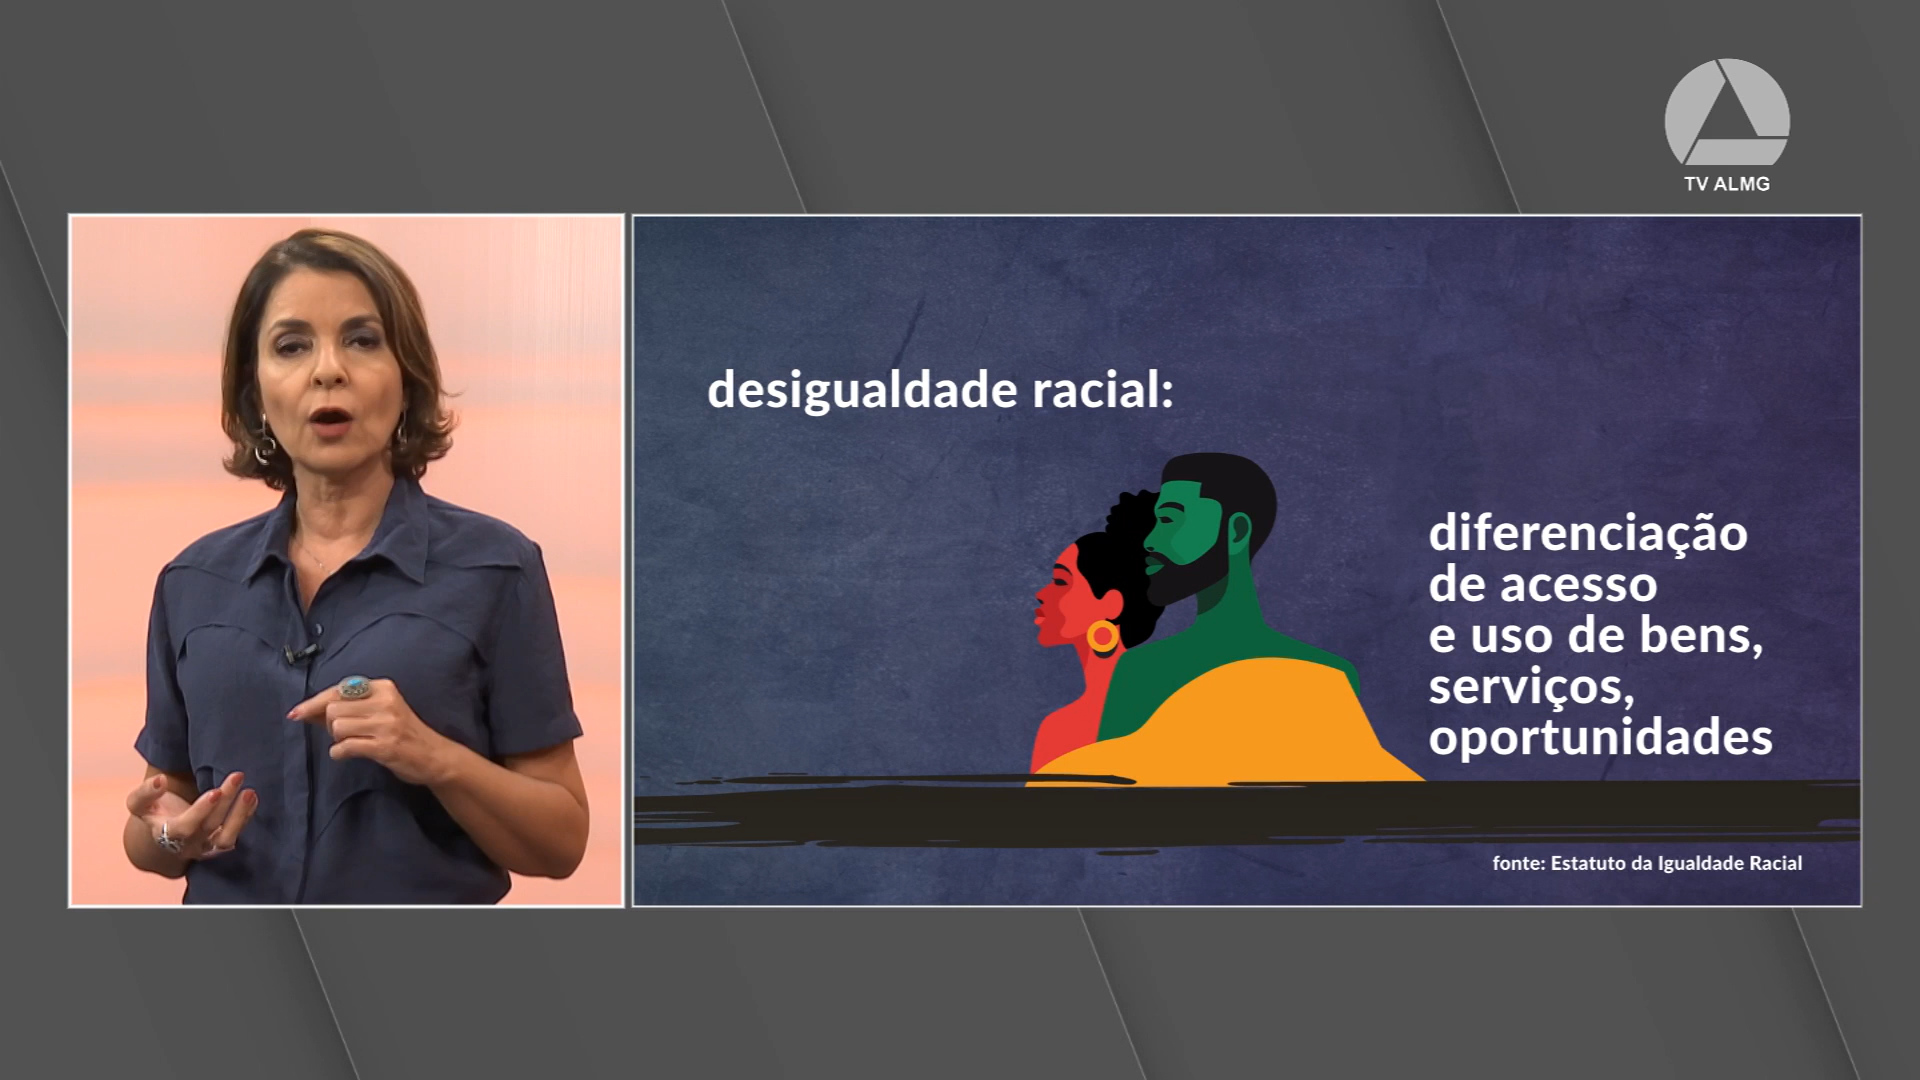 TV ALMG
desigualdade racial:
diferenciação
de acesso
e uso de bens,
serviços,
oportunidades
fonte: Estatuto da Igualdade Racial